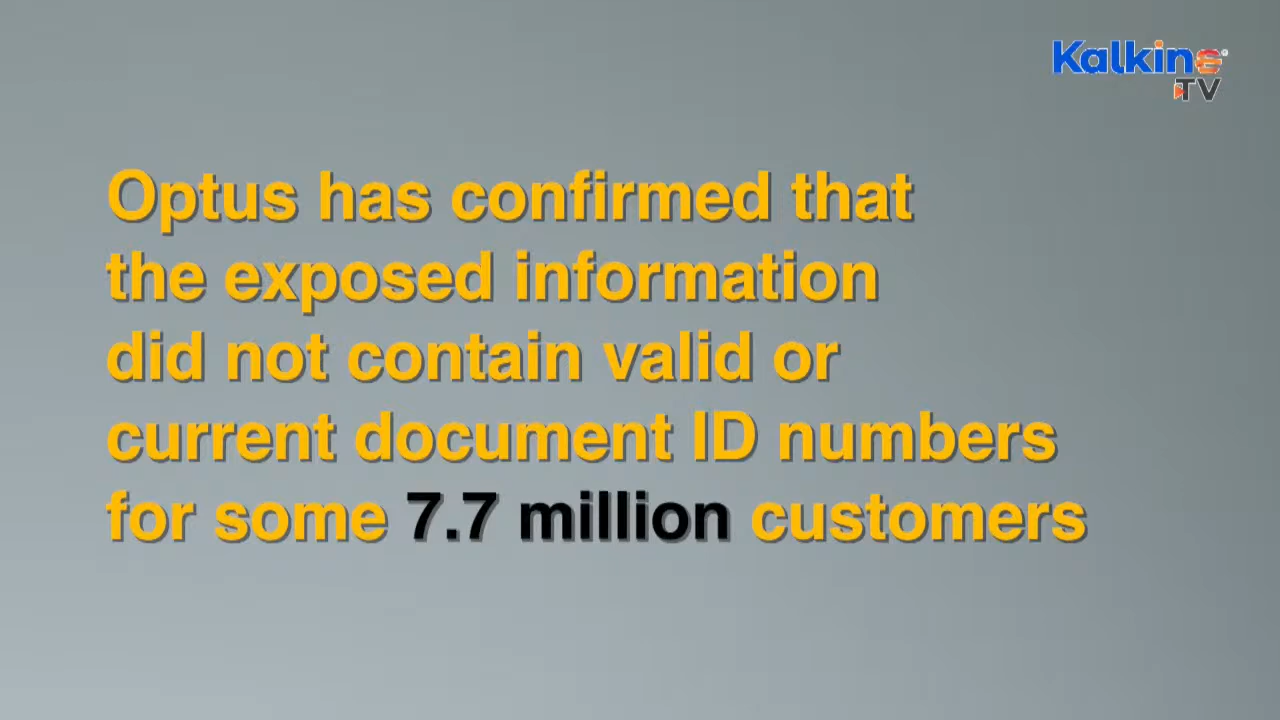 Kalkine
TV
Optus has confirmed that
the exposed information
did not contain valid or
current document ID numbers
for some 7.7 million customers